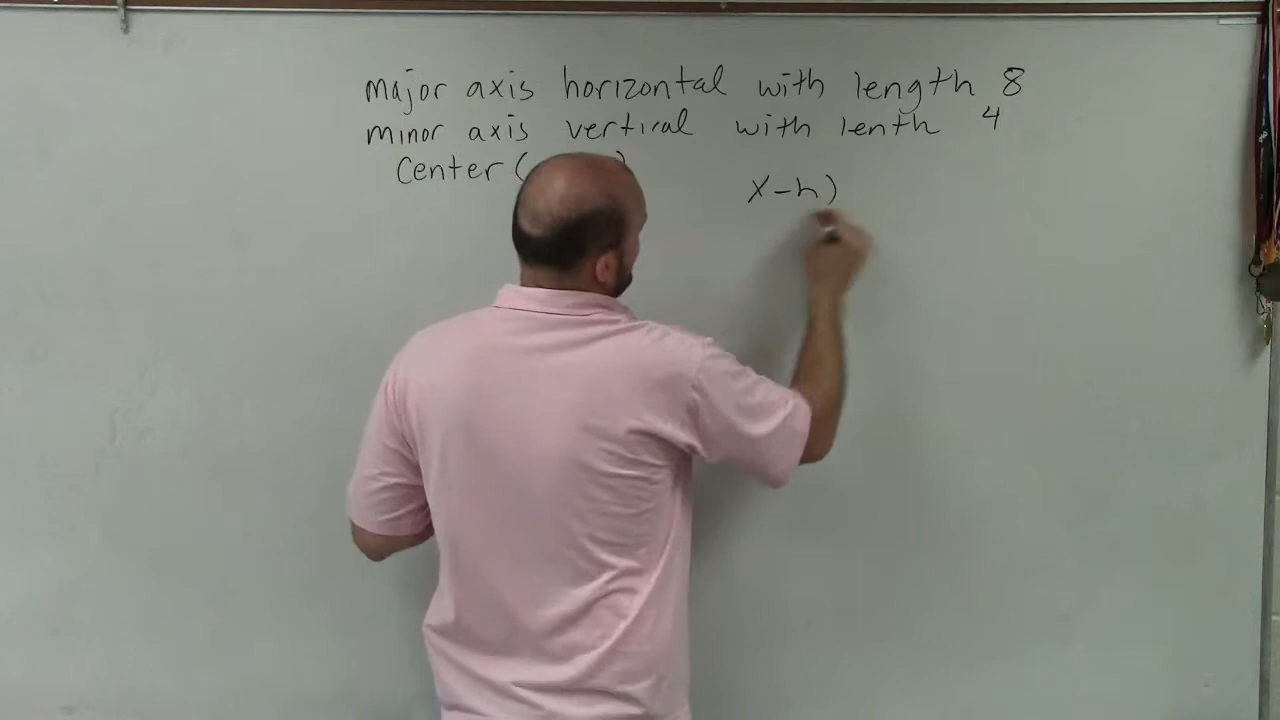 major axis horizontal with length 8
minor axis vertical with lenth 4
Center ( )
x-h)